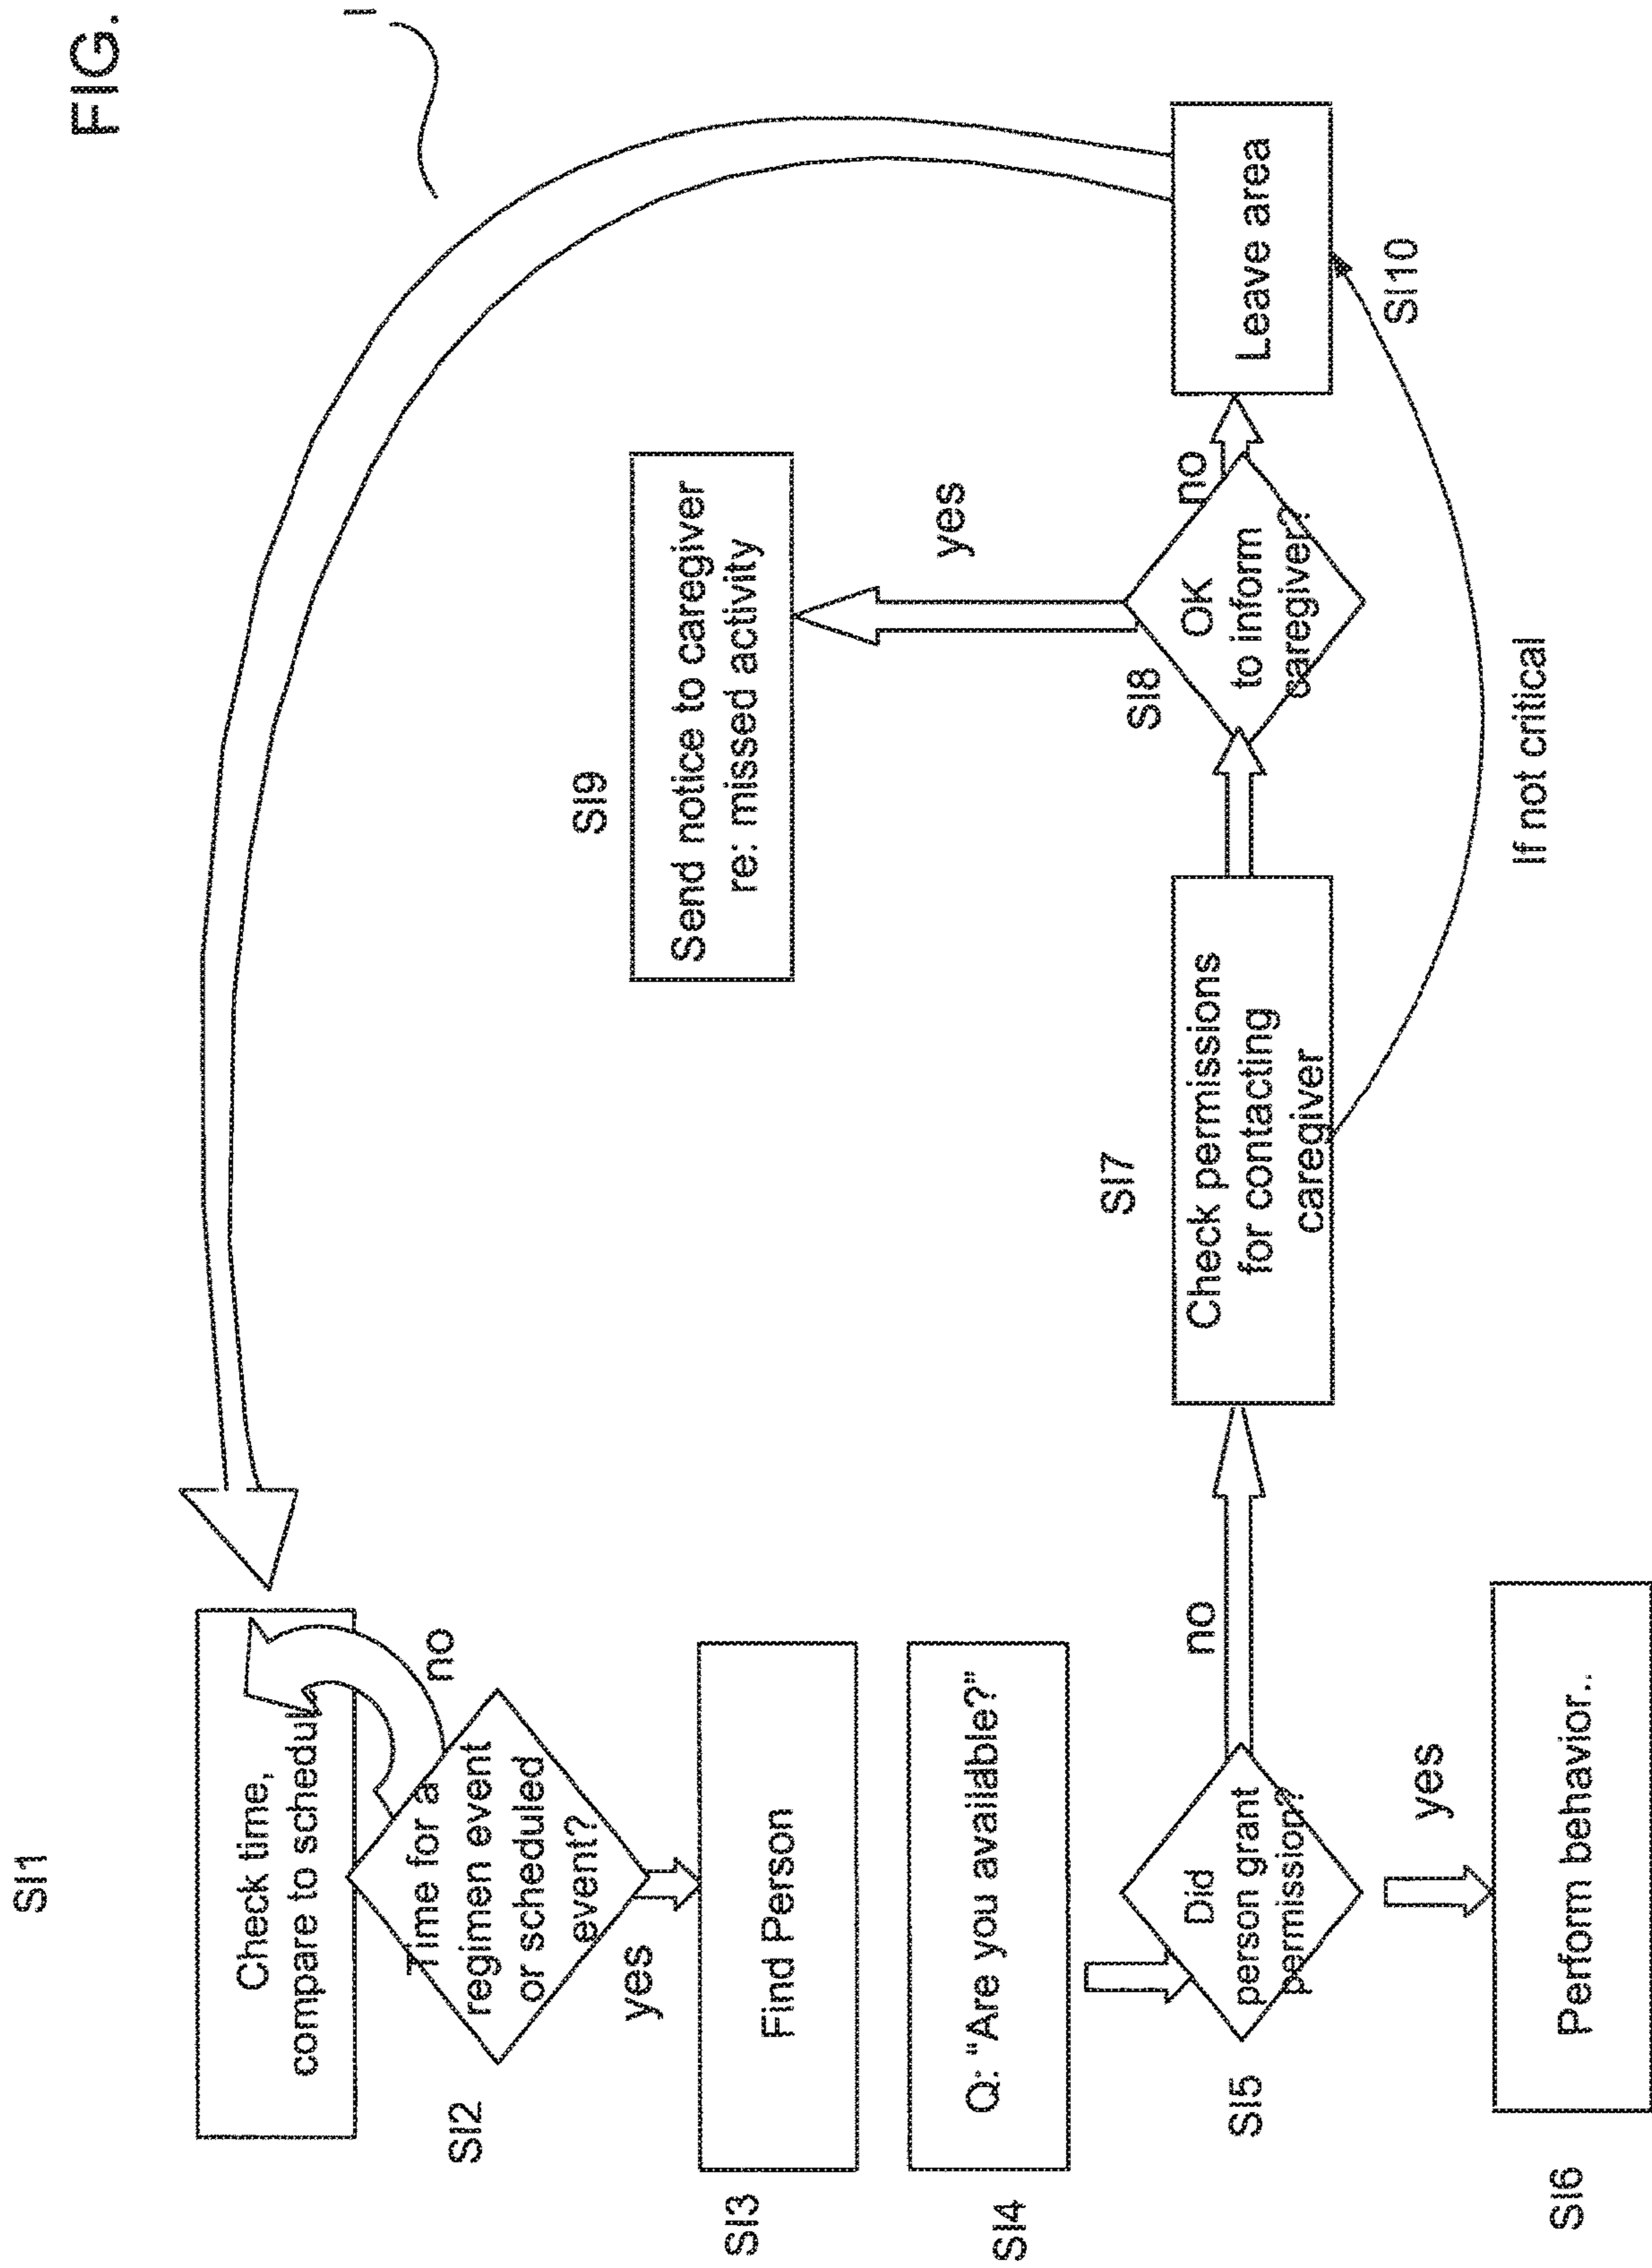 FIG.
I
SI1
Check time,
compare to schedul
SI2
Time for a
regimen event
or scheduled
event?
no
yes
SI3
Find Person
SI4
Q: "Are you available?"
SI5
Did
person grant
permission?
no
yes
SI6
Perform behavior..
SI7
Check permissions
for contacting
caregiver
If not critical
SI8
OK
to inform
caregiver?
yes
no
SI9
Send notice to caregiver
re: missed activity
Leave area
SI10